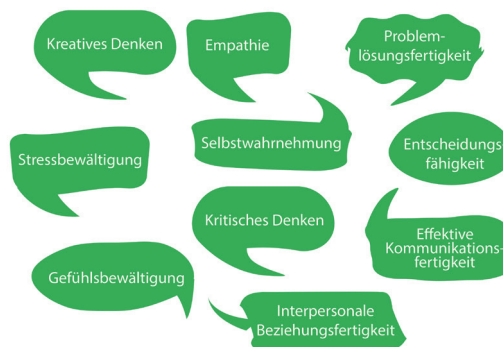 Kreatives Denken
Empathie
Problem-
lösungsfertigkeit
Stressbewältigung
Selbstwahrnehmung
Entscheidungs-
fähigkeit
Kritisches Denken
Effektive
Kommunikations-
fertigkeit
Gefühlsbewältigung
Interpersonale
Beziehungsfertigkeit